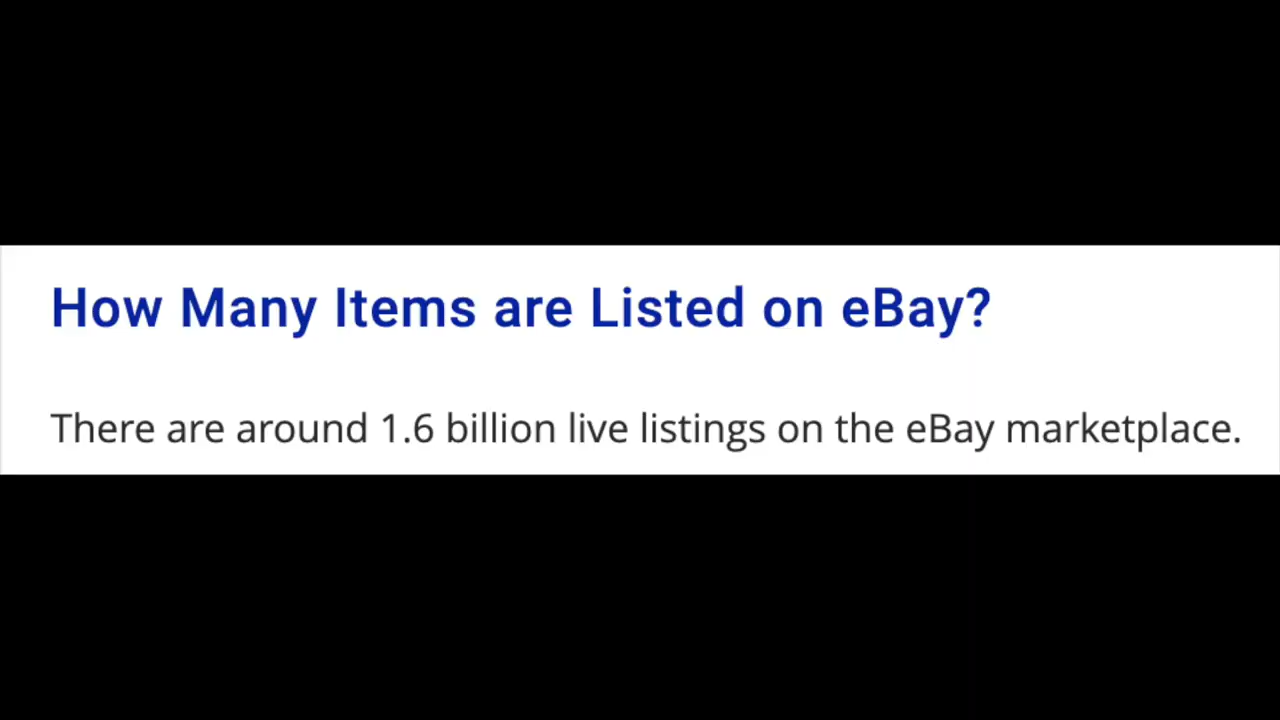 How Many Items are Listed on eBay?
There are around 1.6 billion live listings on the eBay marketplace.